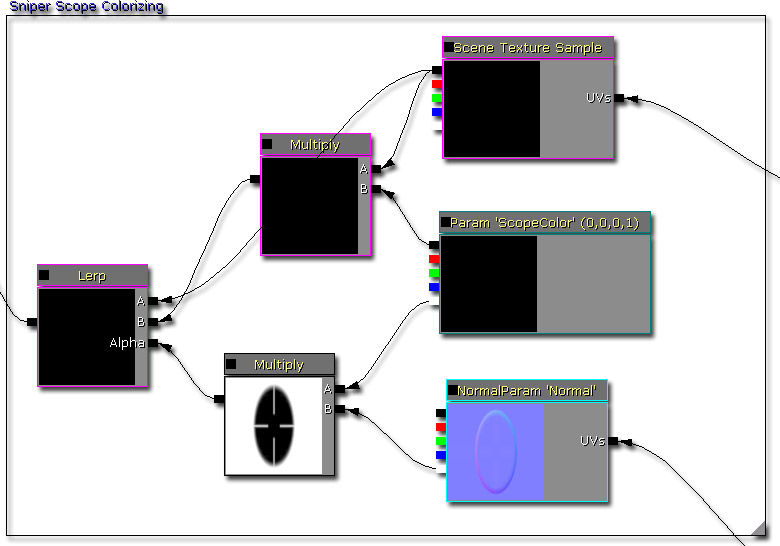 Sniper Scope Colorizing
Scene Texture Sample
UVs
Multiply
A
B
Param 'ScopeColor' (0,0,0,1)
Lerp
A
B
Alpha
Multiply
A
B
NormalParam 'Normal'
UVs